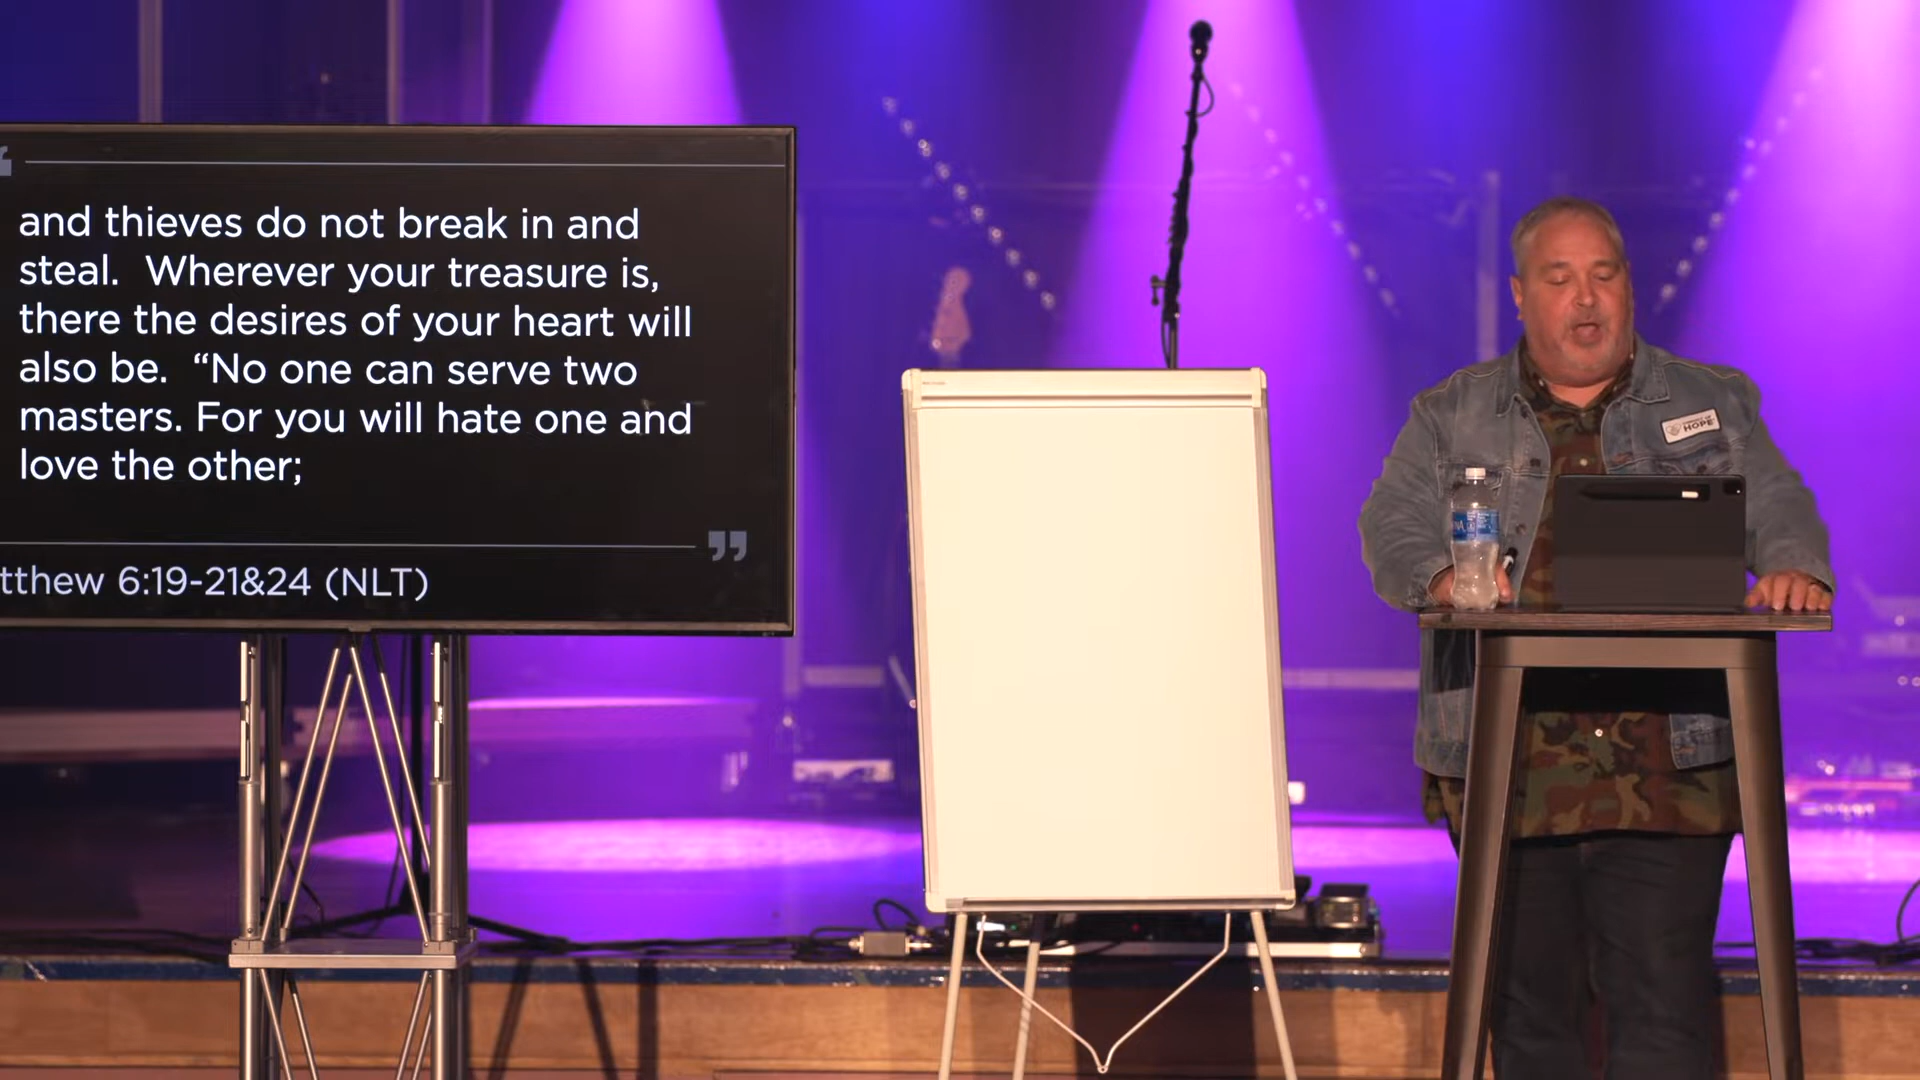 “
and thieves do not break in and
steal.  Wherever your treasure is,
there the desires of your heart will
also be.  “No one can serve two
masters. For you will hate one and
love the other;
”
tthew 6:19-21&24 (NLT)
HOPE